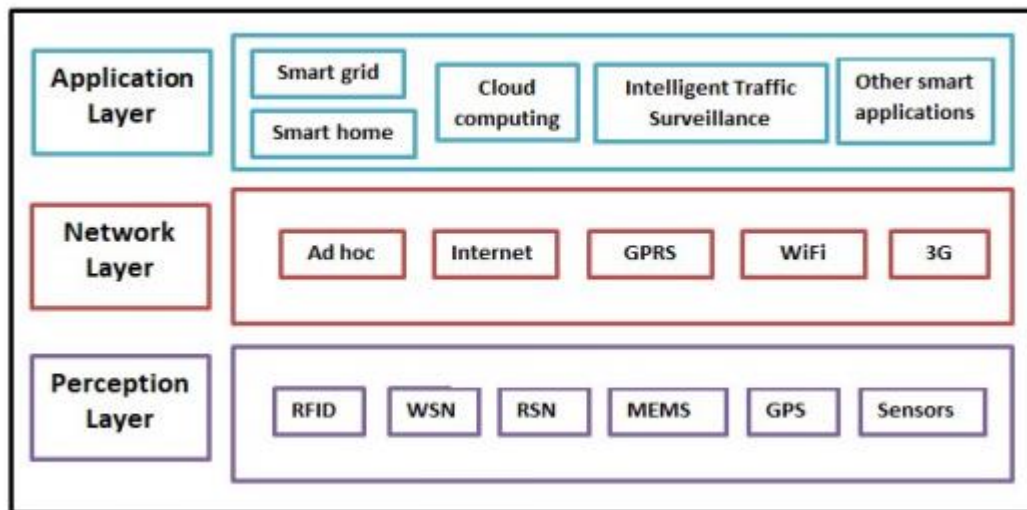 Application
Layer
Smart grid
Smart home
Cloud
computing
Intelligent Traffic
Surveillance
Other smart
applications
Network
Layer
Ad hoc
Internet
GPRS
WiFi
3G
Perception
Layer
RFID
WSN
RSN
MEMS
GPS
Sensors